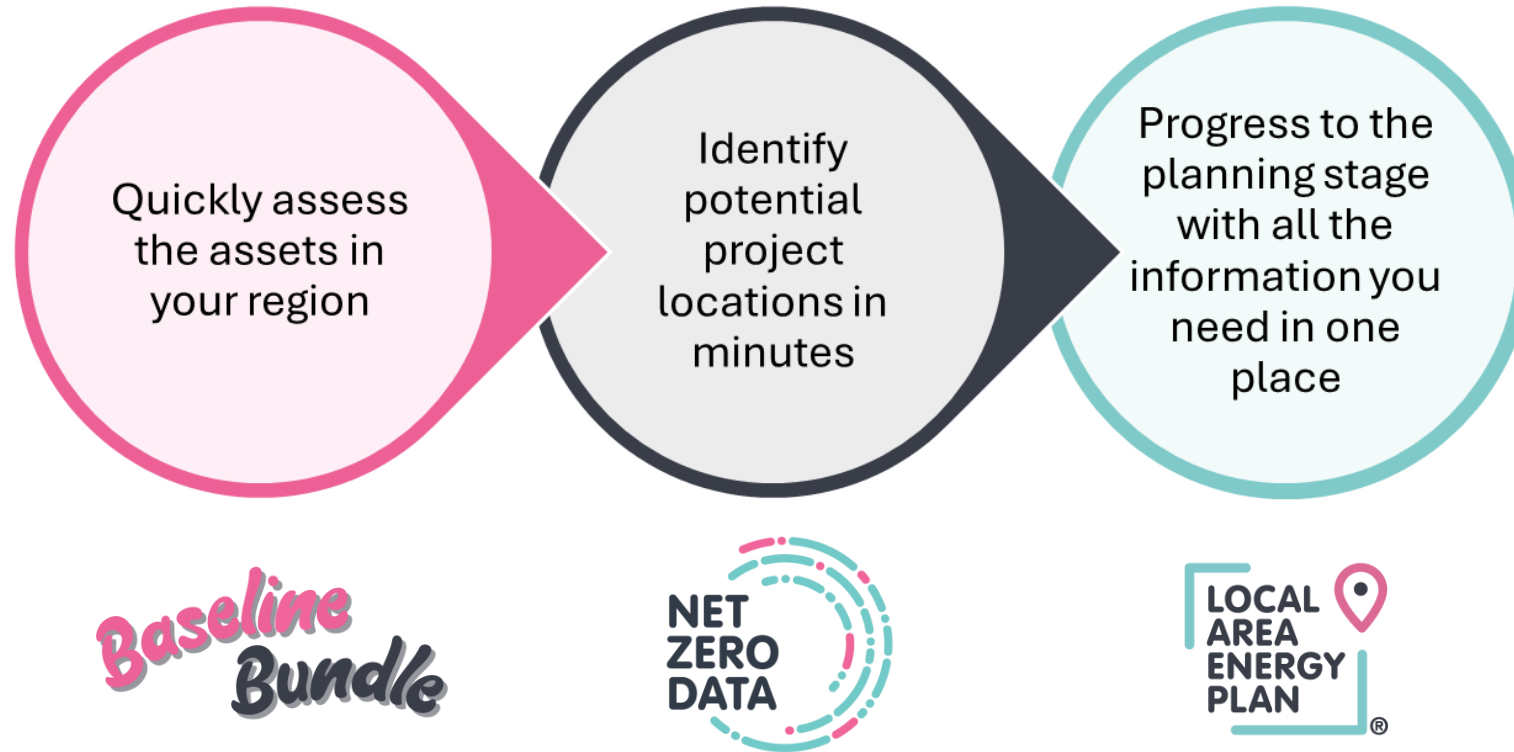 Quickly assess
the assets in
your region
Identify
potential
project
locations in
minutes
Progress to the
planning stage
with all the
information you
need in one
place
Baseline
Bundle
NET
ZERO
DATA
LOCAL
AREA
ENERGY
PLAN
®